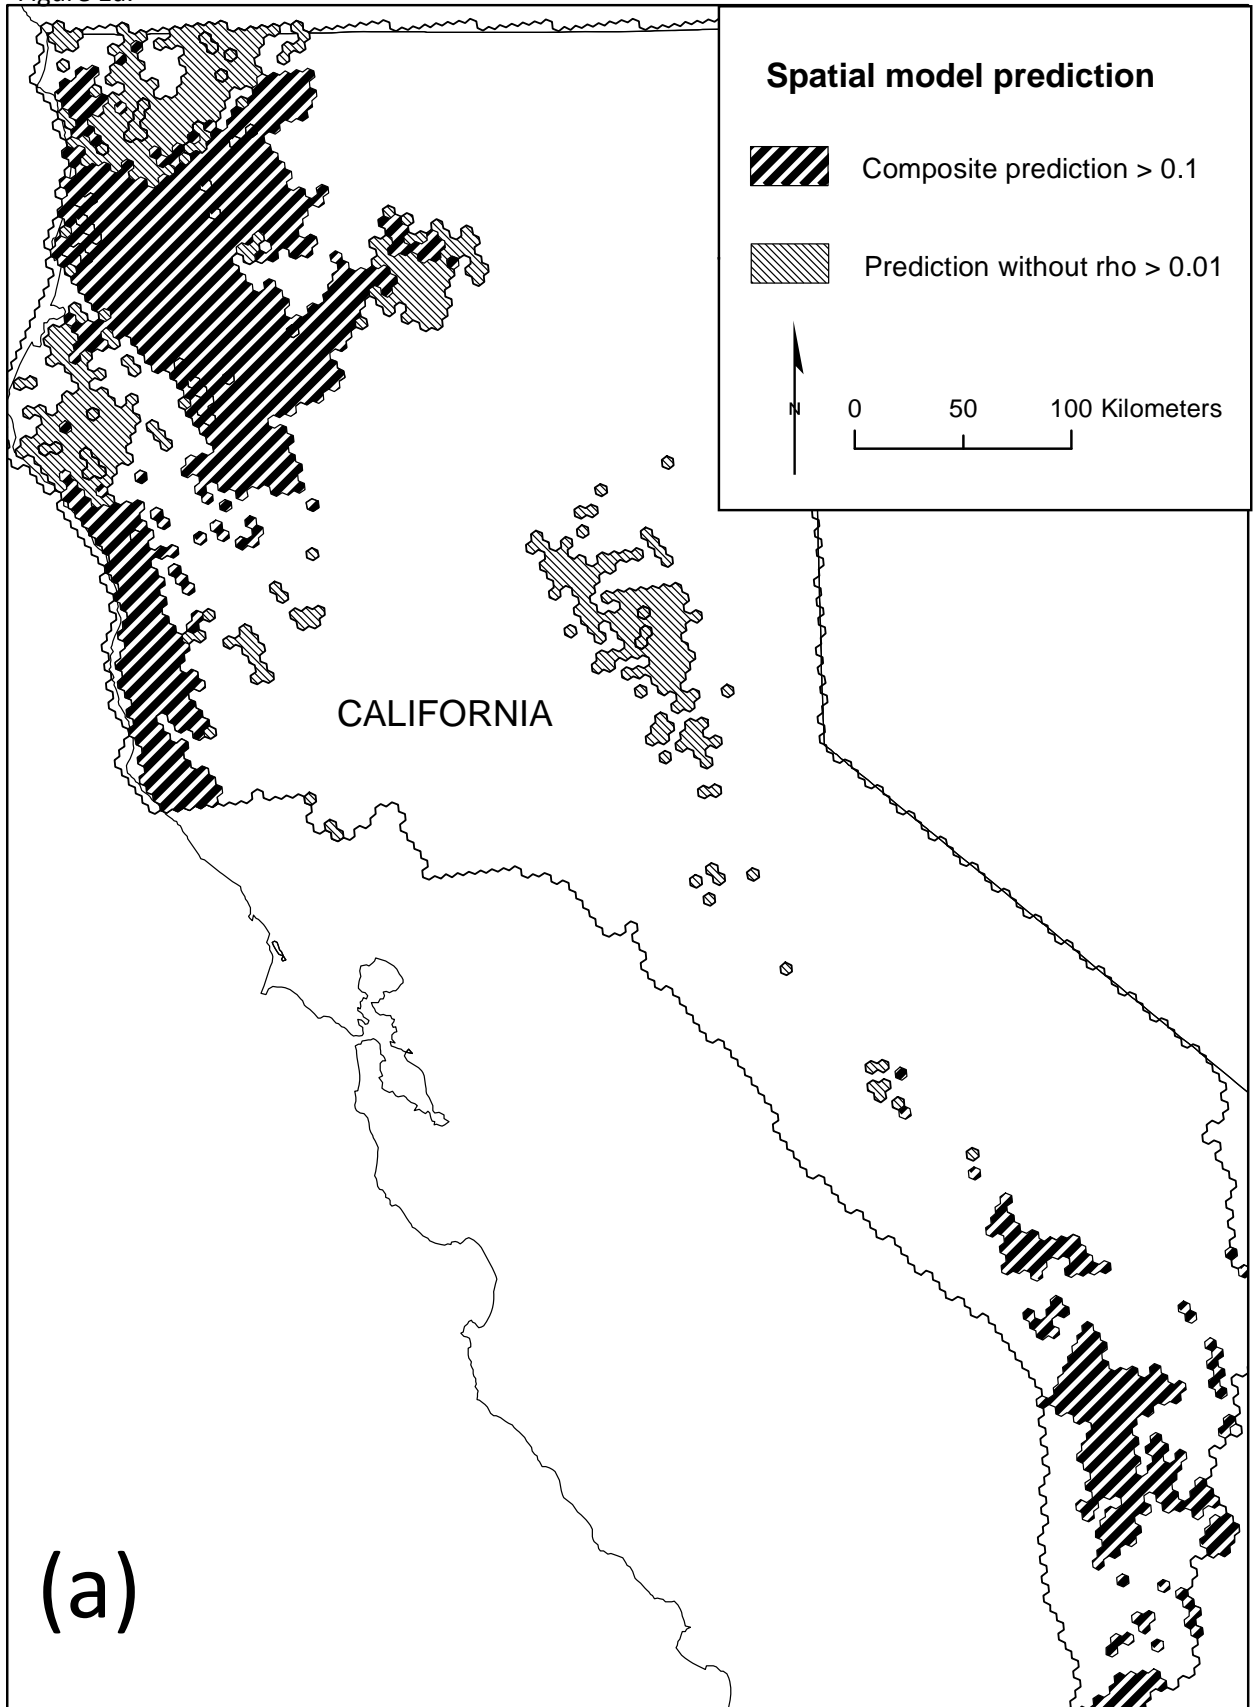 Spatial model prediction
Composite prediction > 0.1
Prediction without rho > 0.01
N
0 50 100 Kilometers
CALIFORNIA
(a)